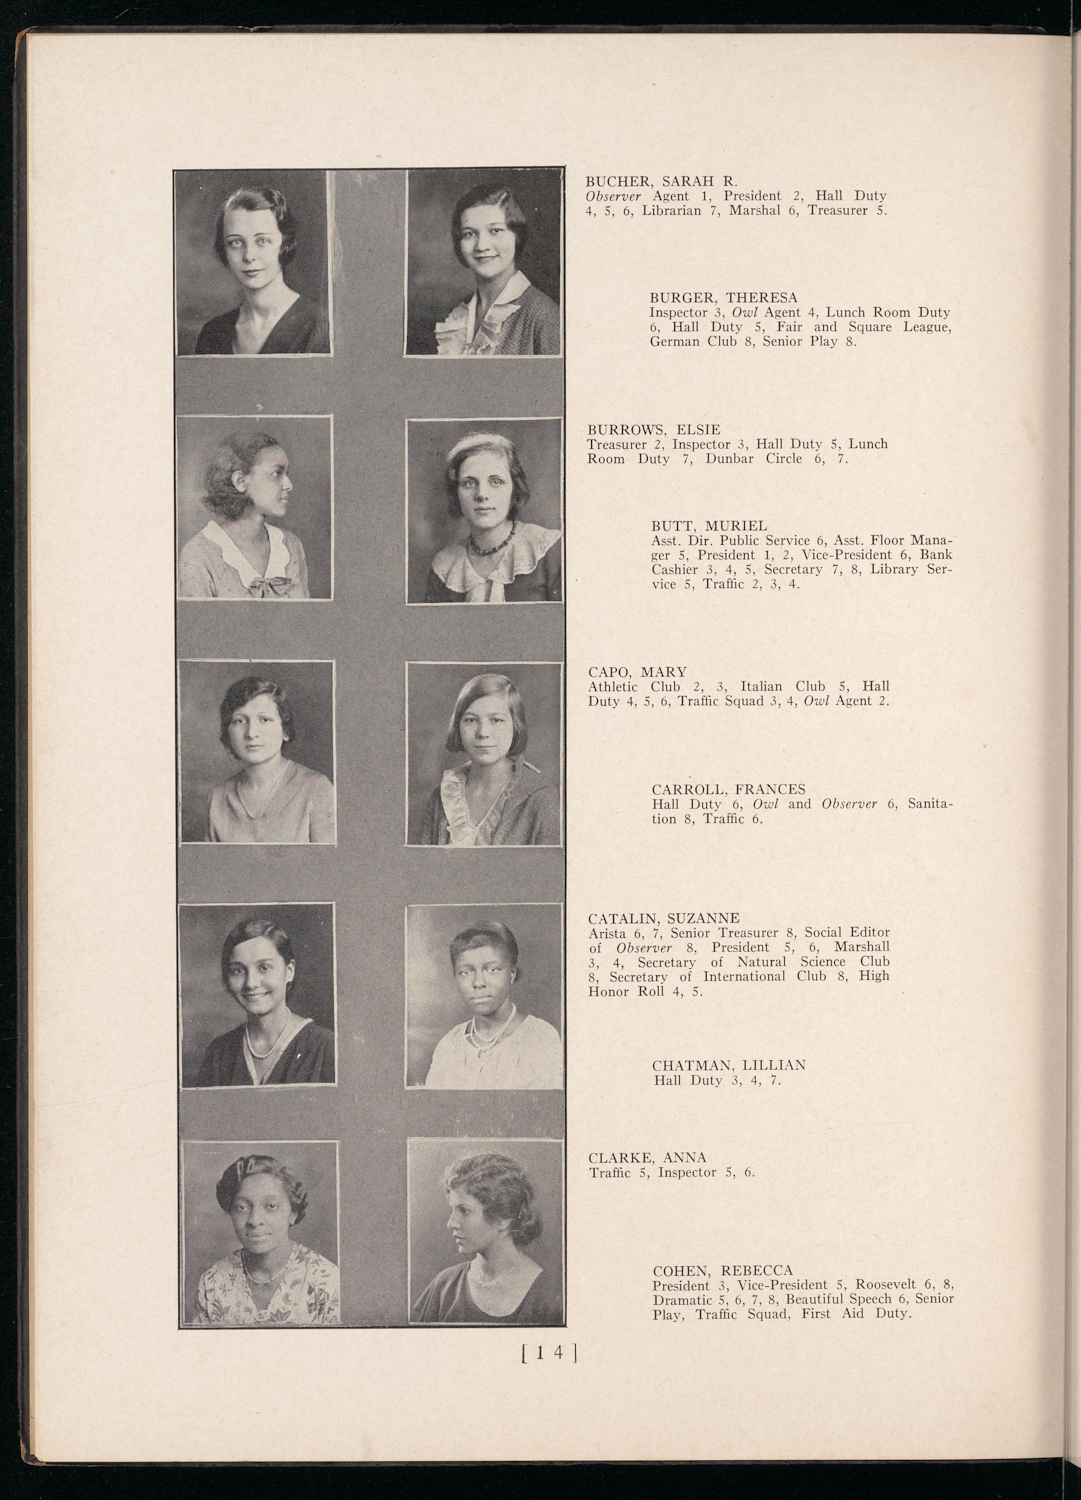 BUCHER, SARAH R.
Observer Agent 1, President 2, Hall Duty
4, 5, 6, Librarian 7, Marshal 6, Treasurer 5.
BURGER, THERESA
Inspector 3, Owl Agent 4, Lunch Room Duty
6, Hall Duty 5, Fair and Square League,
German Club 8, Senior Play 8.
BURROWS, ELSIE
Treasurer 2, Inspector 3, Hall Duty 5, Lunch
Room Duty 7, Dunbar Circle 6, 7.
BUTT, MURIEL
Asst. Dir. Public Service 6, Asst. Floor Mana-
ger 5, President 1, 2, Vice-President 6, Bank
Cashier 3, 4, 5, Secretary 7, 8, Library Ser-
vice 5, Traffic 2, 3, 4.
CAPO, MARY
Athletic Club 2, 3, Italian Club 5, Hall
Duty 4, 5, 6, Traffic Squad 3, 4, Owl Agent 2.
CARROLL, FRANCES
Hall Duty 6, Owl and Observer 6, Sanita-
tion 8, Traffic 6.
CATALIN, SUZANNE
Arista 6, 7, Senior Treasurer 8, Social Editor
of Observer 8, President 5, 6, Marshall
3, 4, Secretary of Natural Science Club
8, Secretary of International Club 8, High
Honor Roll 4, 5.
CHATMAN, LILLIAN
Hall Duty 3, 4, 7.
CLARKE, ANNA
Traffic 5, Inspector 5, 6.
COHEN, REBECCA
President 3, Vice-President 5, Roosevelt 6, 8,
Dramatic 5, 6, 7, 8, Beautiful Speech 6, Senior
Play, Traffic Squad, First Aid Duty.
[ 1 4 ]